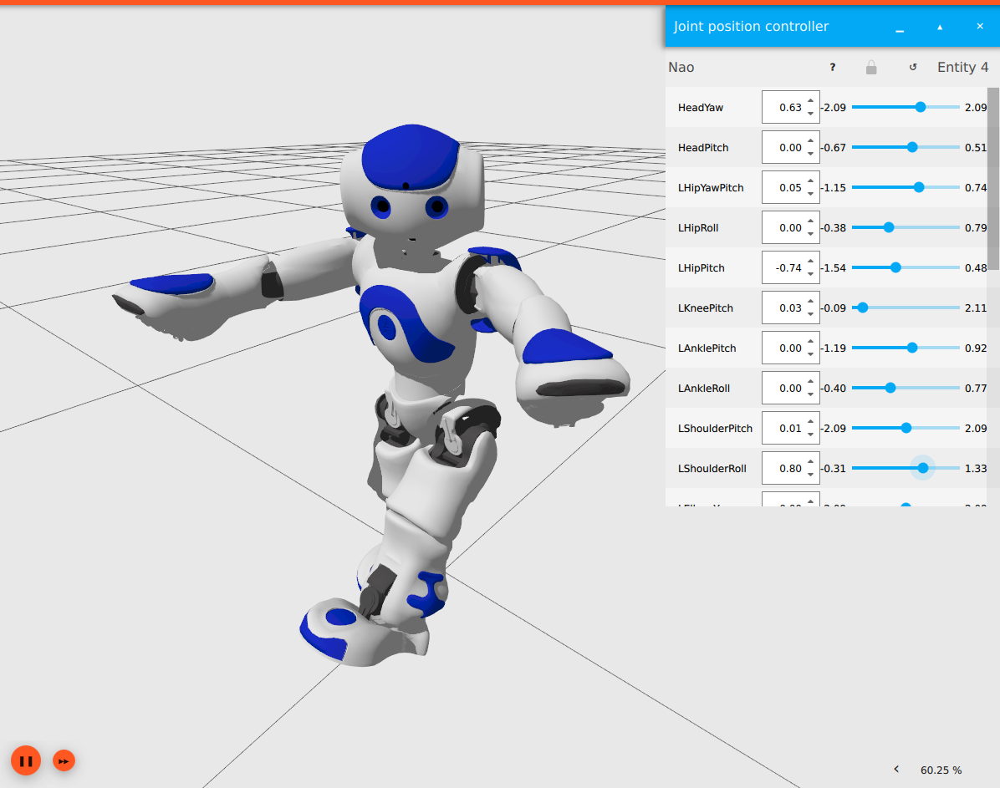 Joint position controller
Nao ? Entity 4
HeadYaw 0.63 -2.09 2.09
HeadPitch 0.00 -0.67 0.51
LHipYawPitch 0.05 -1.15 0.74
LHipRoll 0.00 -0.38 0.79
LHipPitch -0.74 -1.54 0.48
LKneePitch 0.03 -0.09 2.11
LAnklePitch 0.00 -1.19 0.92
LAnkleRoll 0.00 -0.40 0.77
LShoulderPitch 0.01 -2.09 2.09
LShoulderRoll 0.80 -0.31 1.33
60.25 %